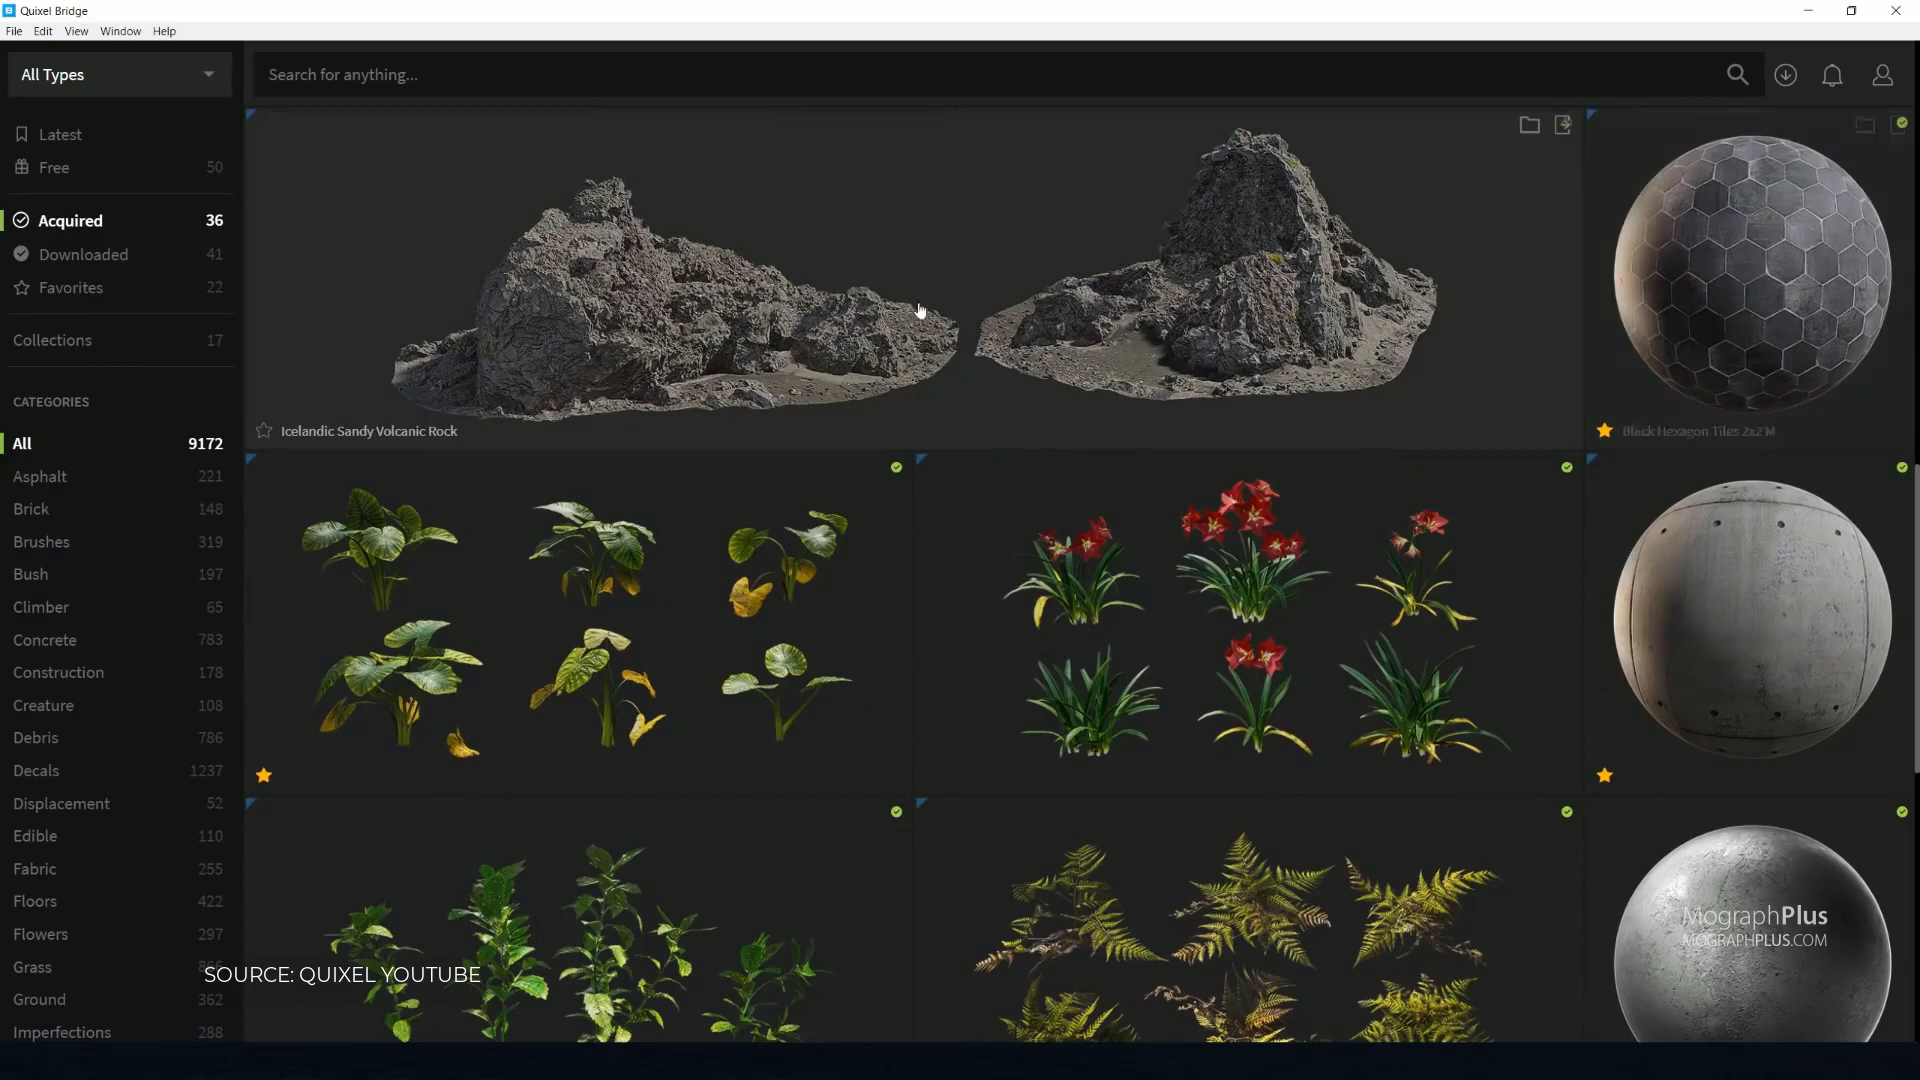 Quixel Bridge
File Edit View Window Help
All Types
Search for anything...
Latest
Free 50
Acquired 36
Downloaded 41
Favorites 22
Collections 17
CATEGORIES
All 9172
Asphalt 221
Brick 148
Brushes 319
Bush 197
Climber 65
Concrete 783
Construction 178
Creature 108
Debris 786
Decals 1237
Displacement 52
Edible 110
Fabric 255
Floors 422
Flowers 297
Grass
Ground 362
Imperfections 288
Icelandic Sandy Volcanic Rock
Black Hexagon Tiles 2x2 M
MographPlus
MOGRAPHPLUS.COM
SOURCE: QUIXEL YOUTUBE